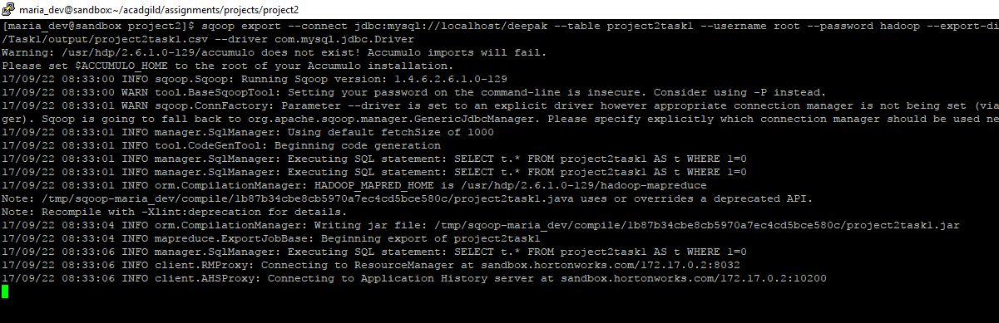 maria_dev@sandbox:~/acadgild/assignments/projects/project2
[maria_dev@sandbox project2]$ sqoop export --connect jdbc:mysql://localhost/deepak --table project2task1 --username root --password hadoop --export-di
/Task1/output/project2task1.csv --driver com.mysql.jdbc.Driver
Warning: /usr/hdp/2.6.1.0-129/accumulo does not exist! Accumulo imports will fail.
Please set $ACCUMULO_HOME to the root of your Accumulo installation.
17/09/22 08:33:00 INFO sqoop.Sqoop: Running Sqoop version: 1.4.6.2.6.1.0-129
17/09/22 08:33:00 WARN tool.BaseSqoopTool: Setting your password on the command-line is insecure. Consider using -P instead.
17/09/22 08:33:01 WARN sqoop.ConnFactory: Parameter --driver is set to an explicit driver however appropriate connection manager is not being set (via
ger). Sqoop is going to fall back to org.apache.sqoop.manager.GenericJdbcManager. Please specify explicitly which connection manager should be used ne
17/09/22 08:33:01 INFO manager.SqlManager: Using default fetchSize of 1000
17/09/22 08:33:01 INFO tool.CodeGenTool: Beginning code generation
17/09/22 08:33:01 INFO manager.SqlManager: Executing SQL statement: SELECT t.* FROM project2task1 AS t WHERE 1=0
17/09/22 08:33:01 INFO manager.SqlManager: Executing SQL statement: SELECT t.* FROM project2task1 AS t WHERE 1=0
17/09/22 08:33:01 INFO orm.CompilationManager: HADOOP_MAPRED_HOME is /usr/hdp/2.6.1.0-129/hadoop-mapreduce
Note: /tmp/sqoop-maria_dev/compile/1b87b34cbe8cb5970a7ec4cd5bce580c/project2task1.java uses or overrides a deprecated API.
Note: Recompile with -Xlint:deprecation for details.
17/09/22 08:33:04 INFO orm.CompilationManager: Writing jar file: /tmp/sqoop-maria_dev/compile/1b87b34cbe8cb5970a7ec4cd5bce580c/project2task1.jar
17/09/22 08:33:04 INFO mapreduce.ExportJobBase: Beginning export of project2task1
17/09/22 08:33:06 INFO manager.SqlManager: Executing SQL statement: SELECT t.* FROM project2task1 AS t WHERE 1=0
17/09/22 08:33:06 INFO client.RMProxy: Connecting to ResourceManager at sandbox.hortonworks.com/172.17.0.2:8032
17/09/22 08:33:06 INFO client.AHSProxy: Connecting to Application History server at sandbox.hortonworks.com/172.17.0.2:10200